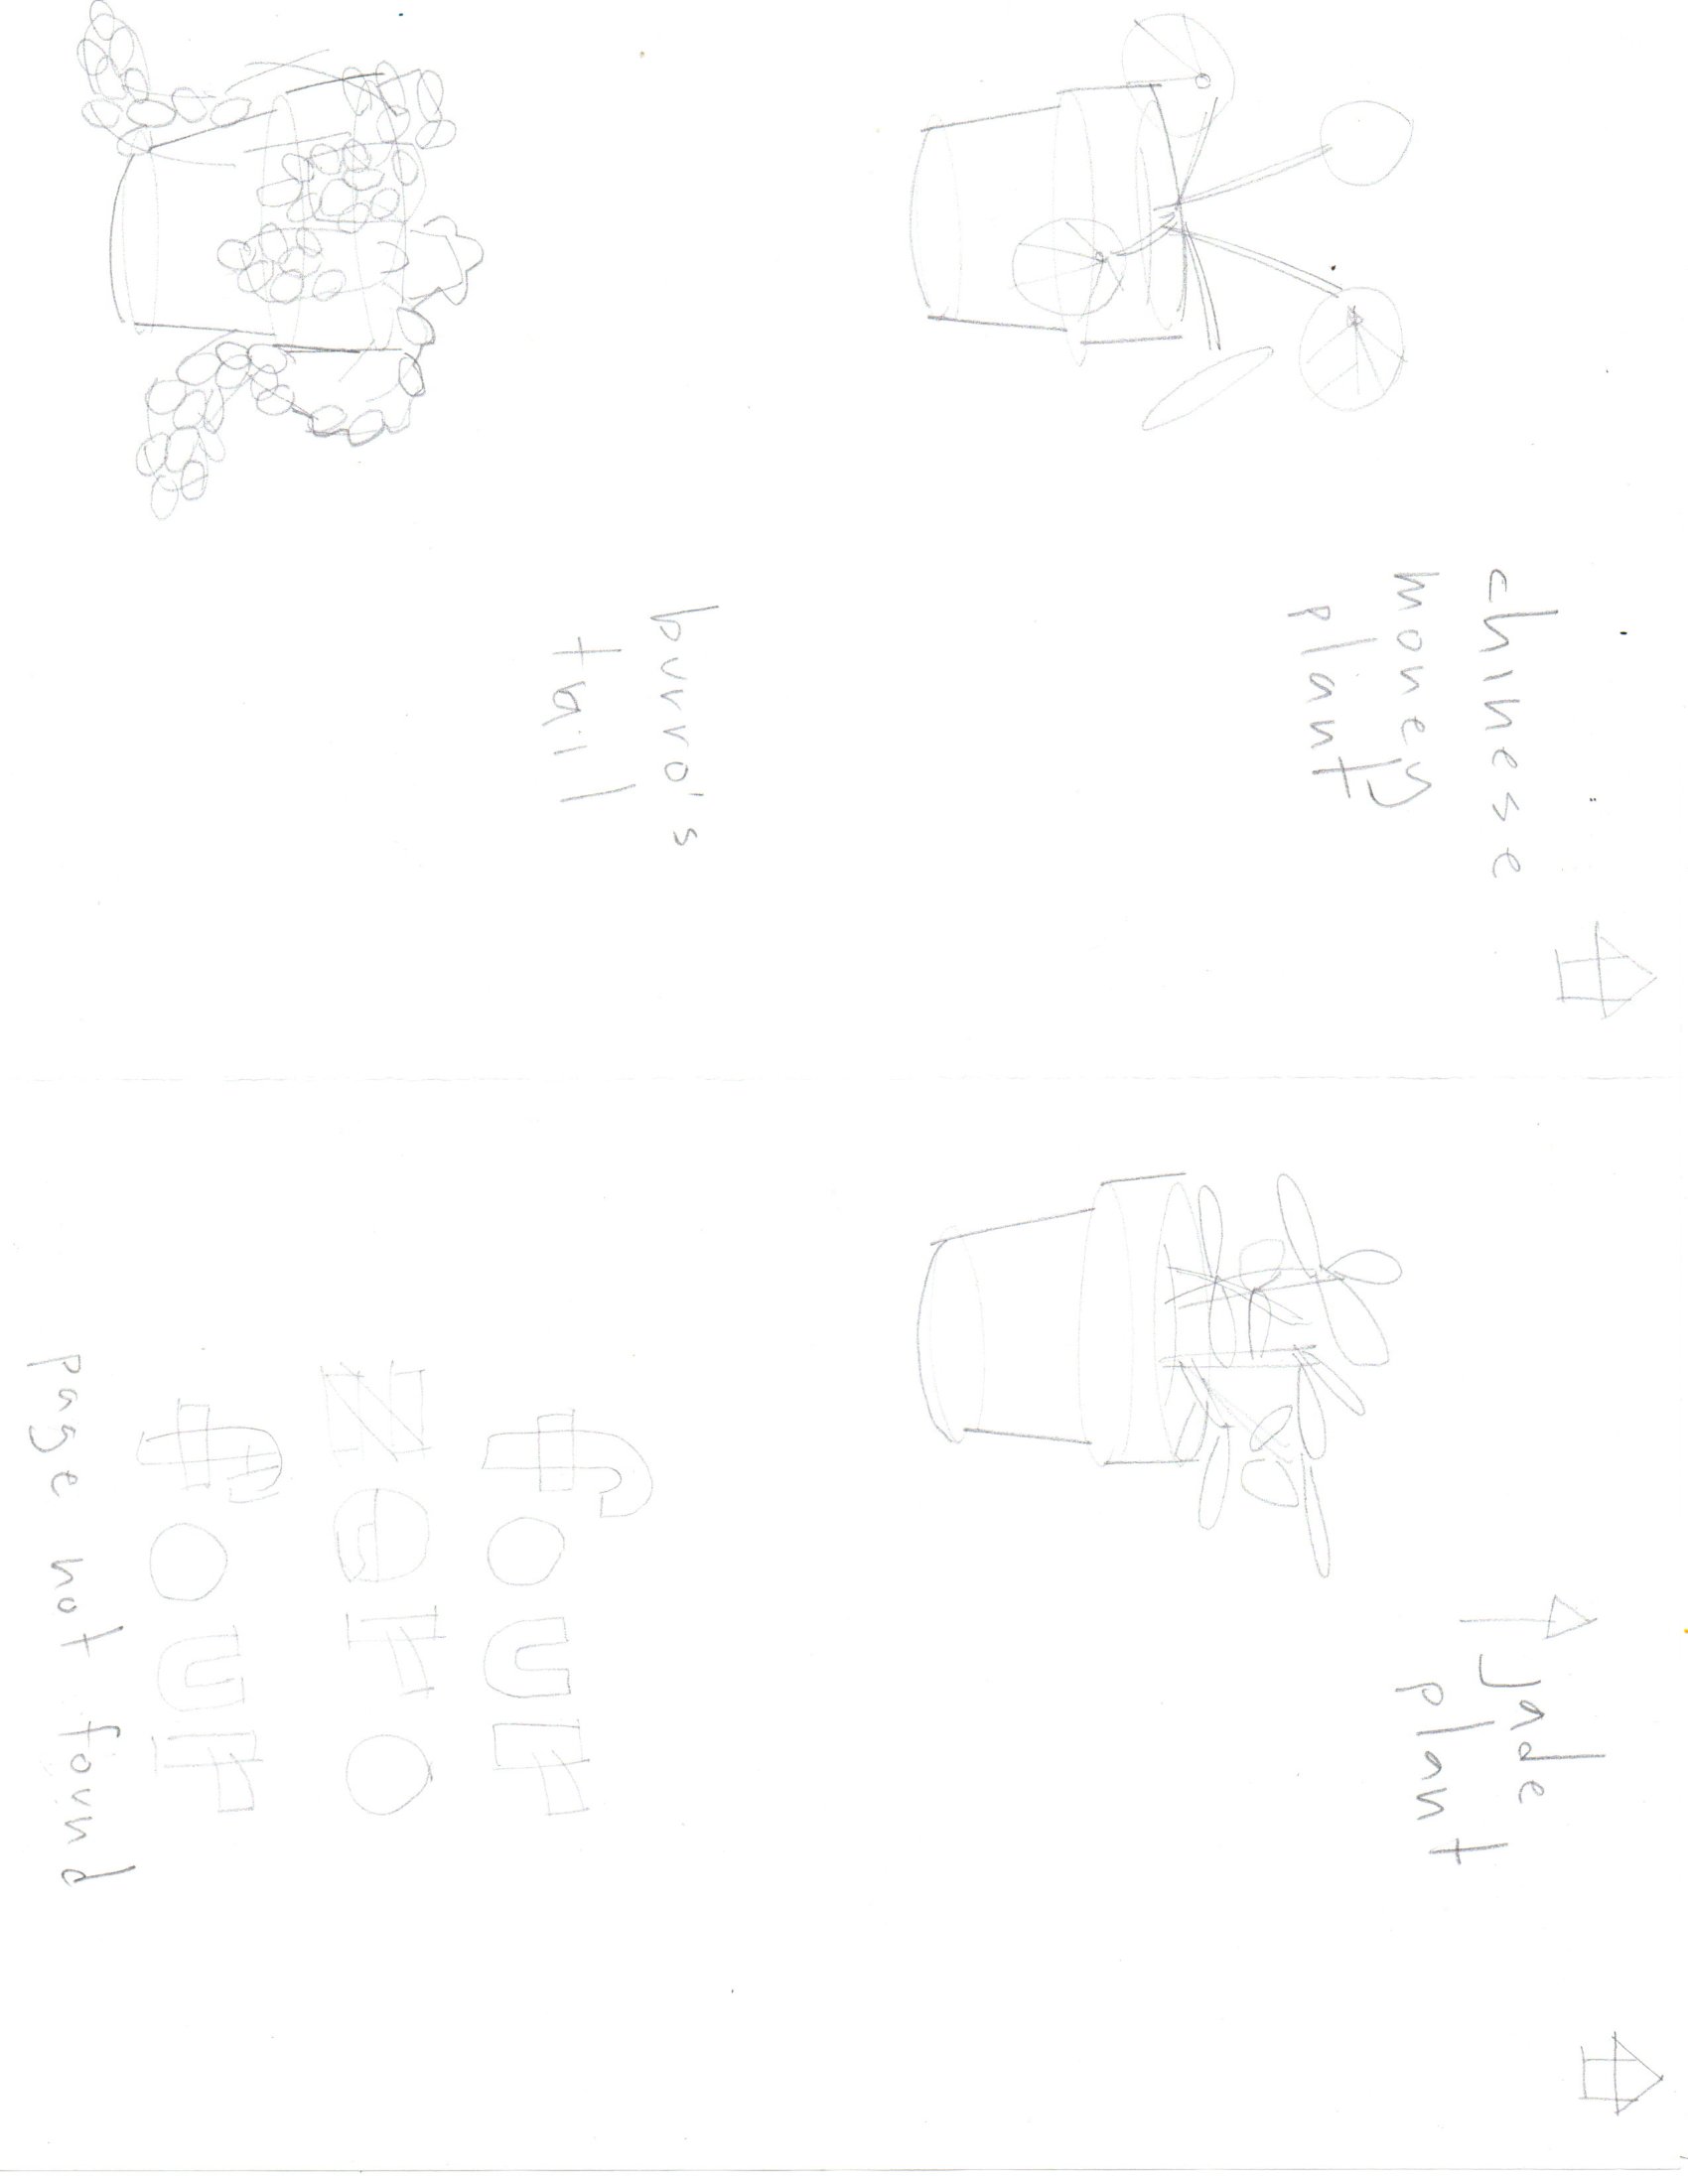 chinese
money
plant
jade
plant
burro's
tail
four
zero
four
page not found